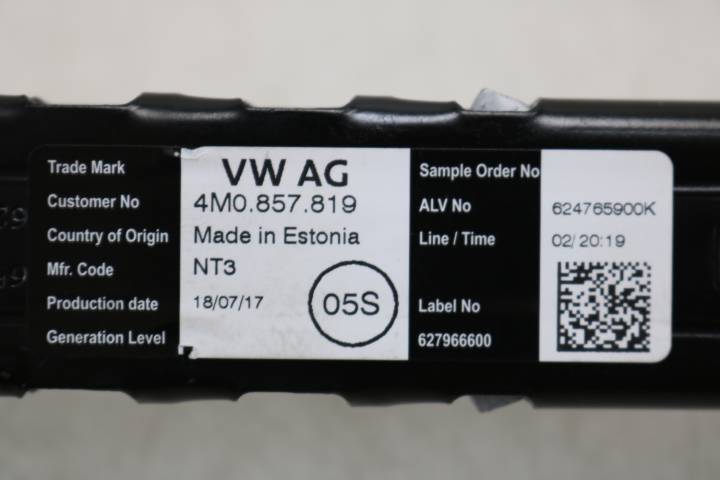 Trade Mark VW AG Sample Order No
Customer No 4M0.857.819 ALV No 624765900K
Country of Origin Made in Estonia Line / Time 02/ 20:19
Mfr. Code NT3
Production date 18/07/17 05S Label No
Generation Level 627966600